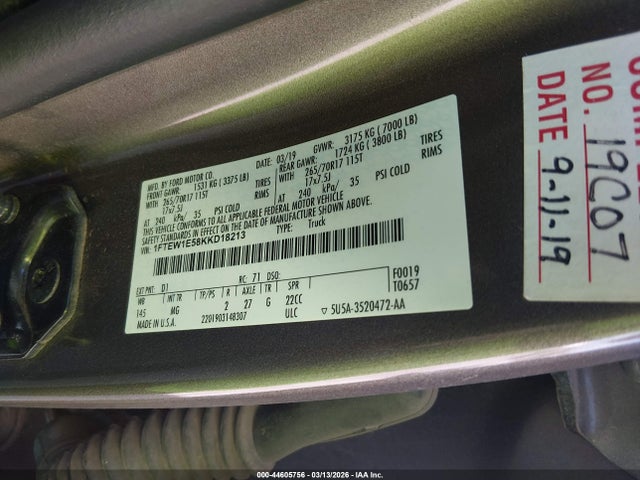 MFD. BY FORD MOTOR CO.
DATE: 03/19 GVWR: 3175 KG ( 7000 LB)
FRONT GAWR: 1531 KG ( 3375 LB) REAR GAWR: 1724 KG ( 3800 LB)
265/70R17 115T TIRES 265/70R17 115T TIRES
17x7.5J RIMS 17x7.5J RIMS
AT 240 kPa/ 35 PSI COLD AT 240 kPa/ 35 PSI COLD
THIS VEHICLE CONFORMS TO ALL APPLICABLE FEDERAL MOTOR VEHICLE
SAFETY STANDARDS IN EFFECT ON THE DATE OF MANUFACTURE SHOWN ABOVE.
VIN: 1FTEW1E58KKD18213
TYPE: Truck
EXT PNT: D1 RC: 71 DSO: F0019
WB INT TR TP/PS R AXLE TR SPR T0657
145 MG 2 27 G 22CC
MADE IN U.S.A. 2201903148307 ULC ▽ 5U5A-3520472-AA
NO. 19C07
DATE 9-11-19
000-44605756 - 03/13/2026 - IAA Inc.